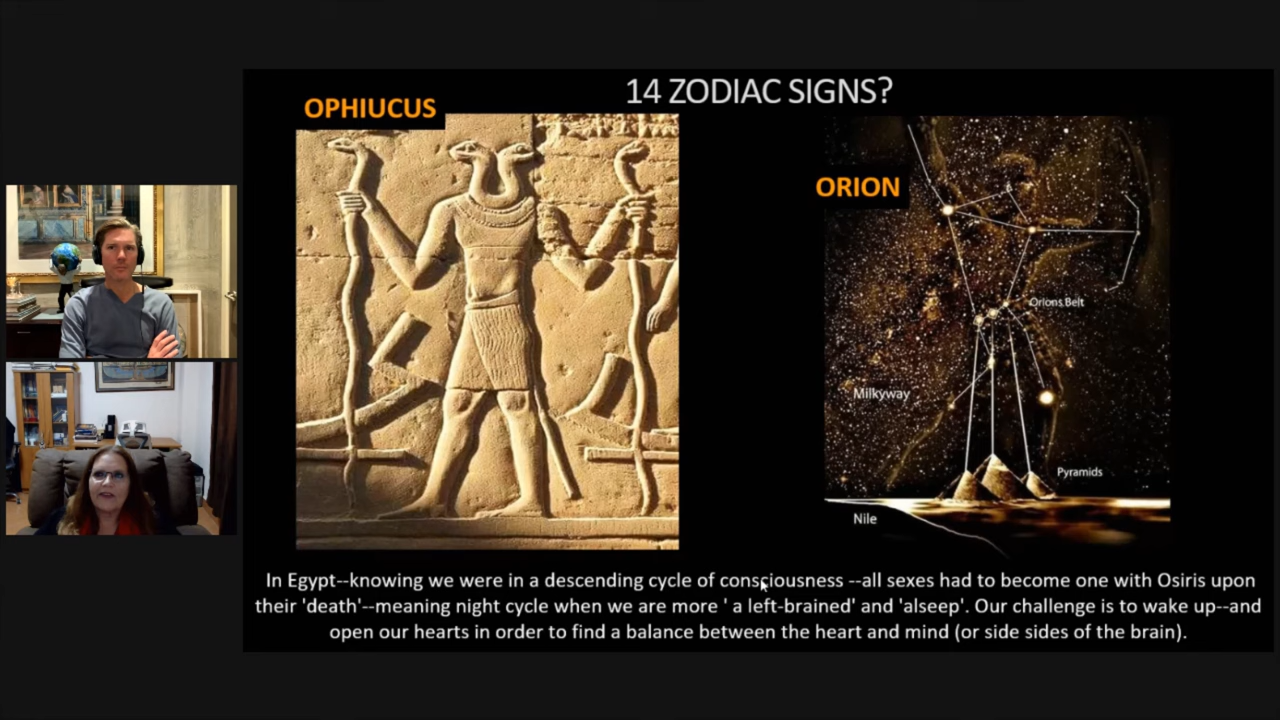 14 ZODIAC SIGNS?
OPHIUCUS
ORION
Orions Belt
Milkyway
Pyramids
Nile
In Egypt--knowing we were in a descending cycle of consciousness --all sexes had to become one with Osiris upon
their 'death'--meaning night cycle when we are more ' a left-brained' and 'alseep'. Our challenge is to wake up--and
open our hearts in order to find a balance between the heart and mind (or side sides of the brain).